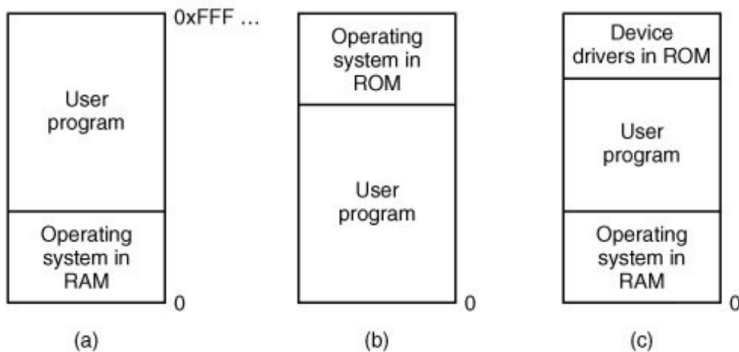 0xFFF ...
User
program
Operating
system in
RAM
0
(a)
Operating
system in
ROM
User
program
0
(b)
Device
drivers in ROM
User
program
Operating
system in
RAM
0
(c)